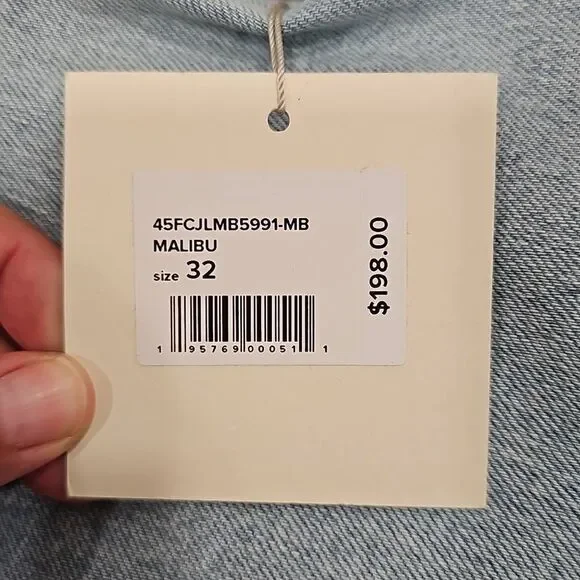 45FCJLMB5991-MB
MALIBU
size 32
$198.00
1 95769 00051 1